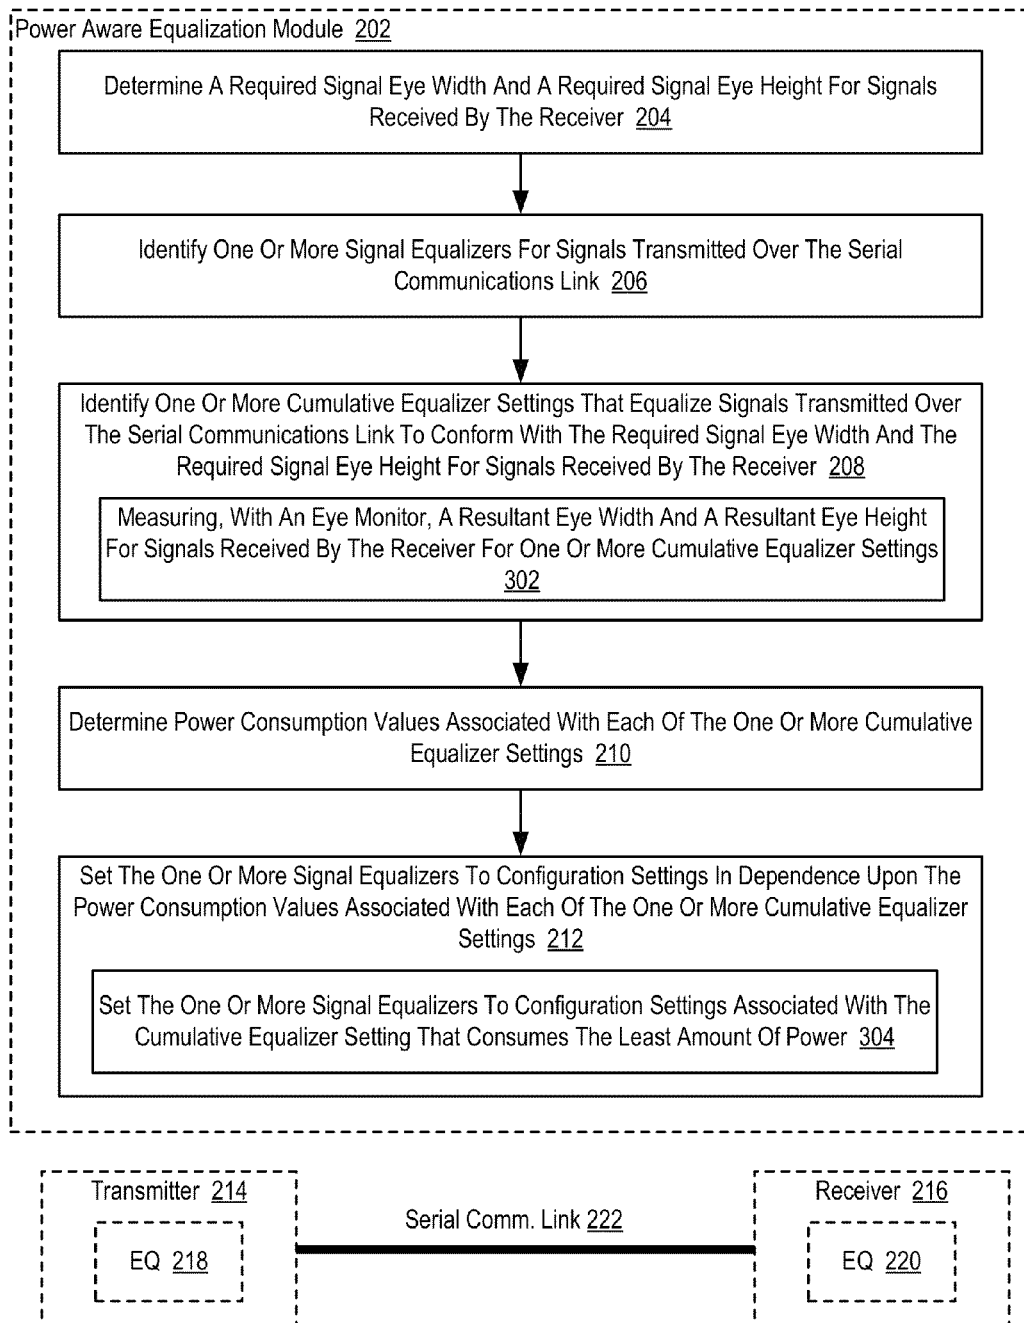 Power Aware Equalization Module 202
Determine A Required Signal Eye Width And A Required Signal Eye Height For Signals
Received By The Receiver 204
Identify One Or More Signal Equalizers For Signals Transmitted Over The Serial
Communications Link 206
Identify One Or More Cumulative Equalizer Settings That Equalize Signals Transmitted Over
The Serial Communications Link To Conform With The Required Signal Eye Width And The
Required Signal Eye Height For Signals Received By The Receiver 208
Measuring, With An Eye Monitor, A Resultant Eye Width And A Resultant Eye Height
For Signals Received By The Receiver For One Or More Cumulative Equalizer Settings
302
Determine Power Consumption Values Associated With Each Of The One Or More Cumulative
Equalizer Settings 210
Set The One Or More Signal Equalizers To Configuration Settings In Dependence Upon The
Power Consumption Values Associated With Each Of The One Or More Cumulative Equalizer
Settings 212
Set The One Or More Signal Equalizers To Configuration Settings Associated With The
Cumulative Equalizer Setting That Consumes The Least Amount Of Power 304
Transmitter 214
EQ 218
Serial Comm. Link 222
Receiver 216
EQ 220